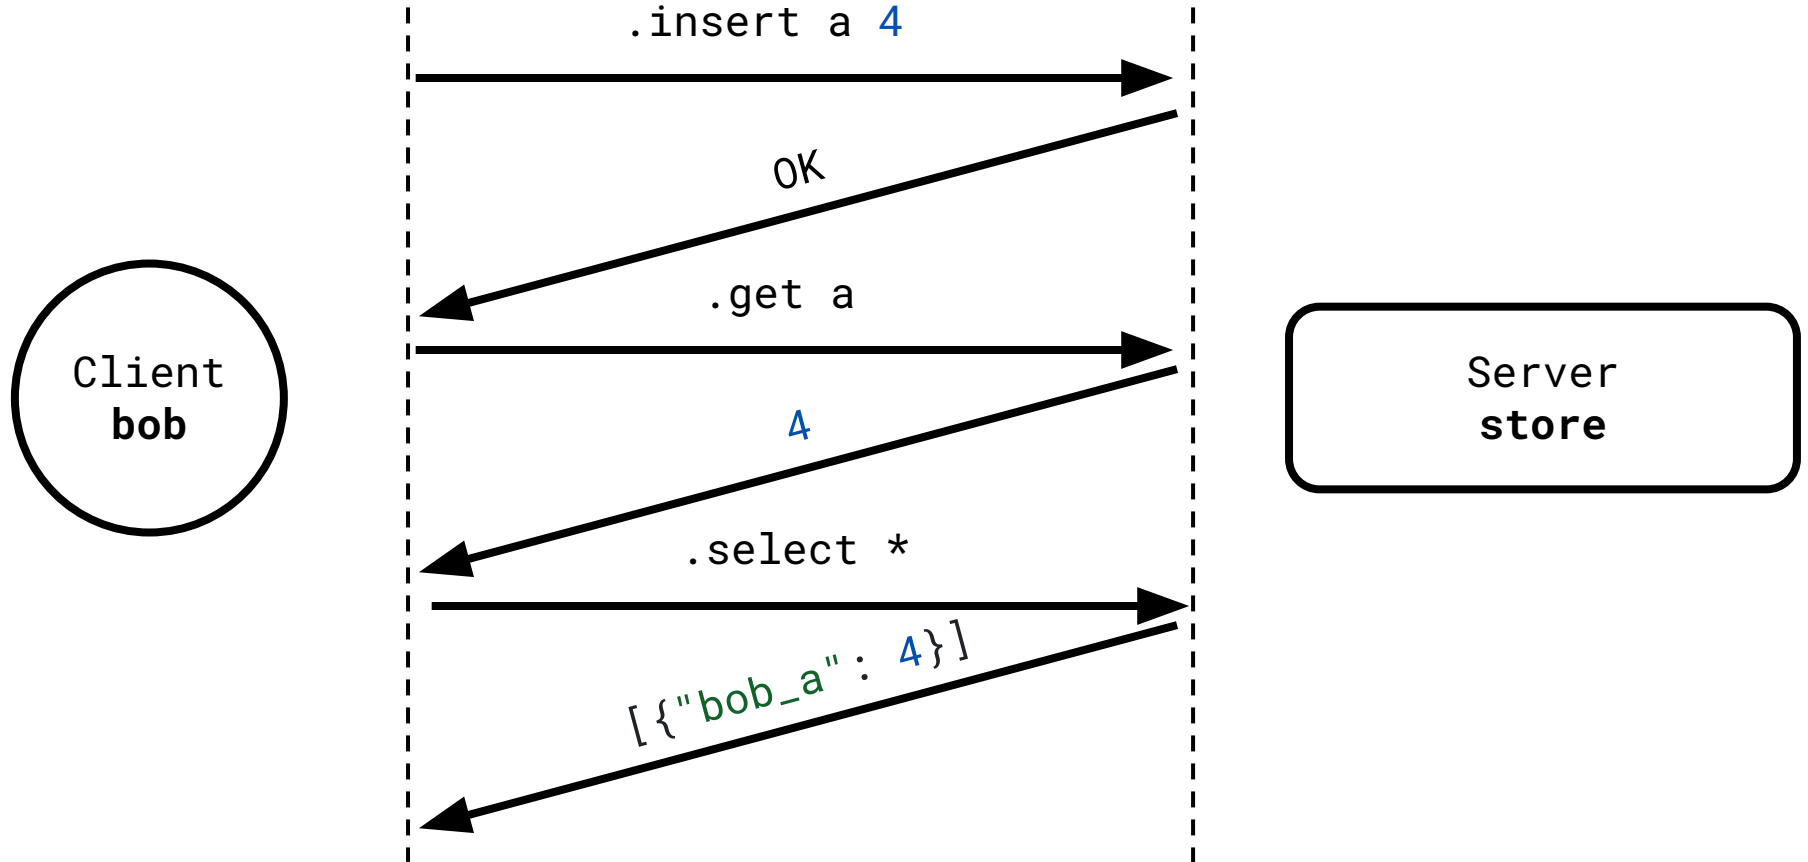 .insert a 4
OK
.get a
Client
bob
Server
store
4
.select *
[{"bob_a": 4}]